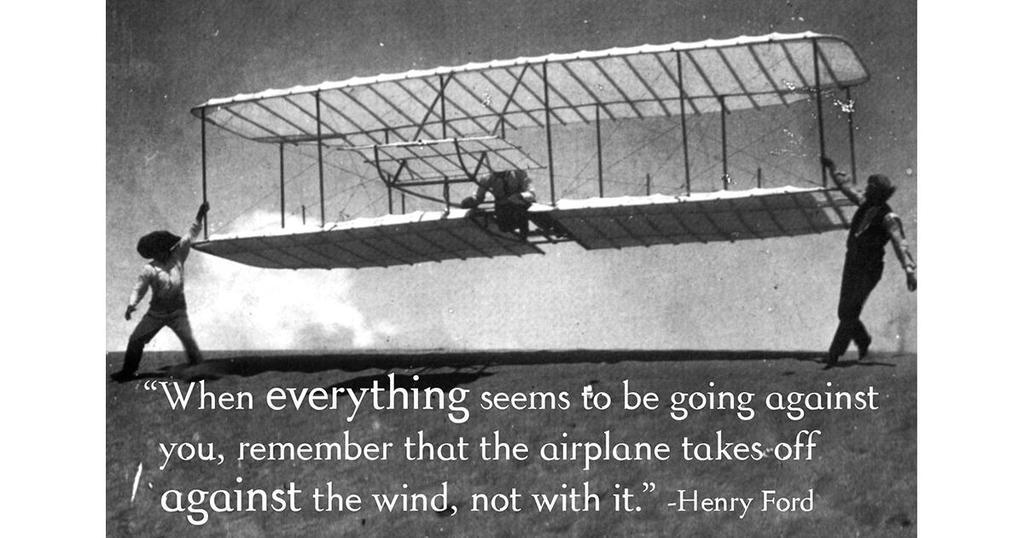 “When everything seems to be going against
you, remember that the airplane takes off
against the wind, not with it.” -Henry Ford